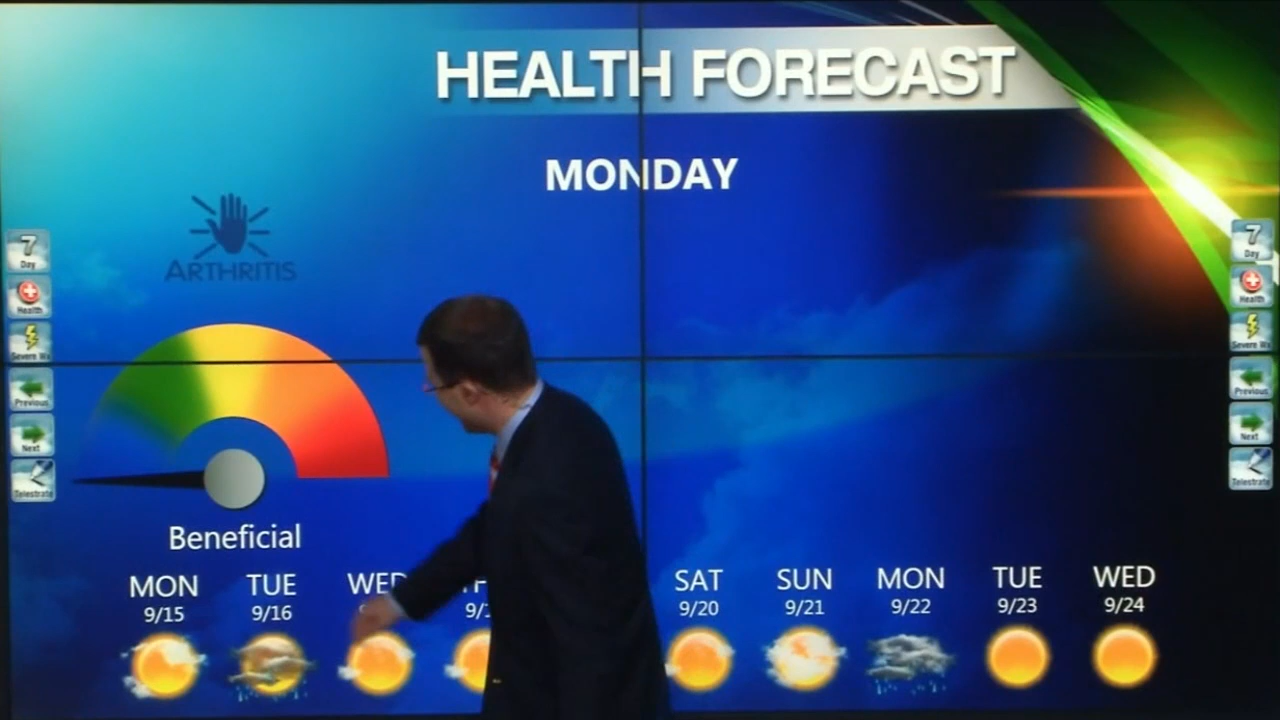 HEALTH FORECAST
MONDAY
ARTHRITIS
7
Day
Health
Severe Wx
Previous
Next
Telestrate
7
Day
Health
Severe Wx
Previous
Next
Telestrate
Beneficial
MON TUE WED SAT SUN MON TUE WED
9/15 9/16 9/20 9/21 9/22 9/23 9/24